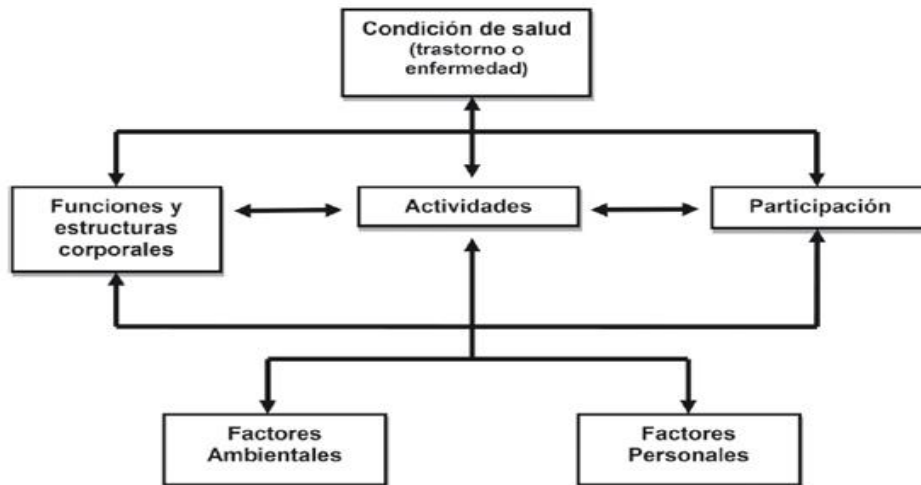 Condición de salud
(trastorno o
enfermedad)
Funciones y
estructuras
corporales
Actividades
Participación
Factores
Ambientales
Factores
Personales